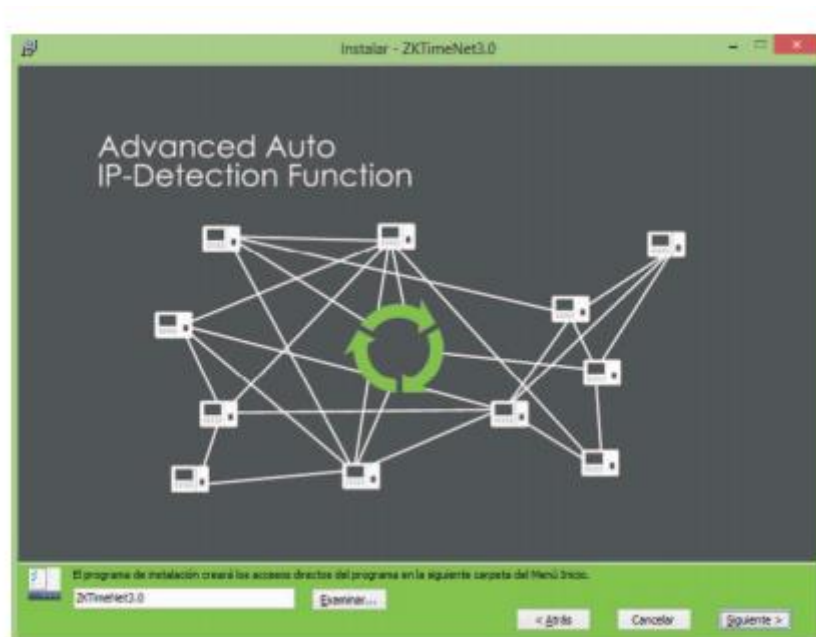 Instalar - ZKTimeNet3.0
Advanced Auto
IP-Detection Function
El programa de instalación creará los accesos directos del programa en la siguiente carpeta del Menú Inicio.
ZKTimeNet3.0
Examinar...
< Atrás
Cancelar
Siguiente >